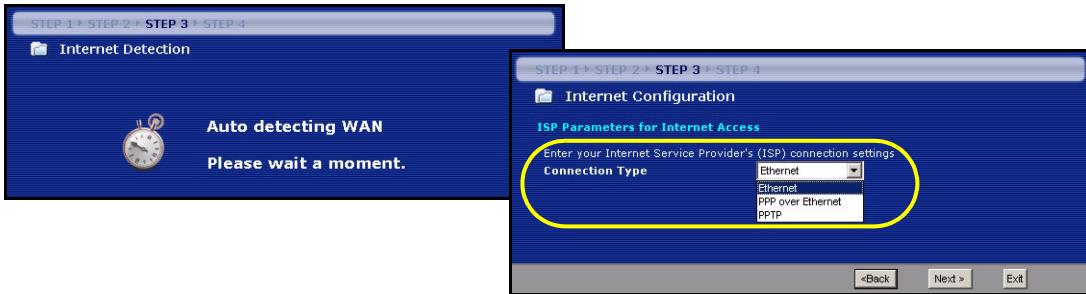 STEP 1 ‣ STEP 2 ‣ STEP 3 ‣ STEP 4
Internet Detection
Auto detecting WAN
Please wait a moment.
STEP 1 ‣ STEP 2 ‣ STEP 3 ‣ STEP 4
Internet Configuration
ISP Parameters for Internet Access
Enter your Internet Service Provider's (ISP) connection settings
Connection Type Ethernet
Ethernet
PPP over Ethernet
PPTP
<Back Next > Exit